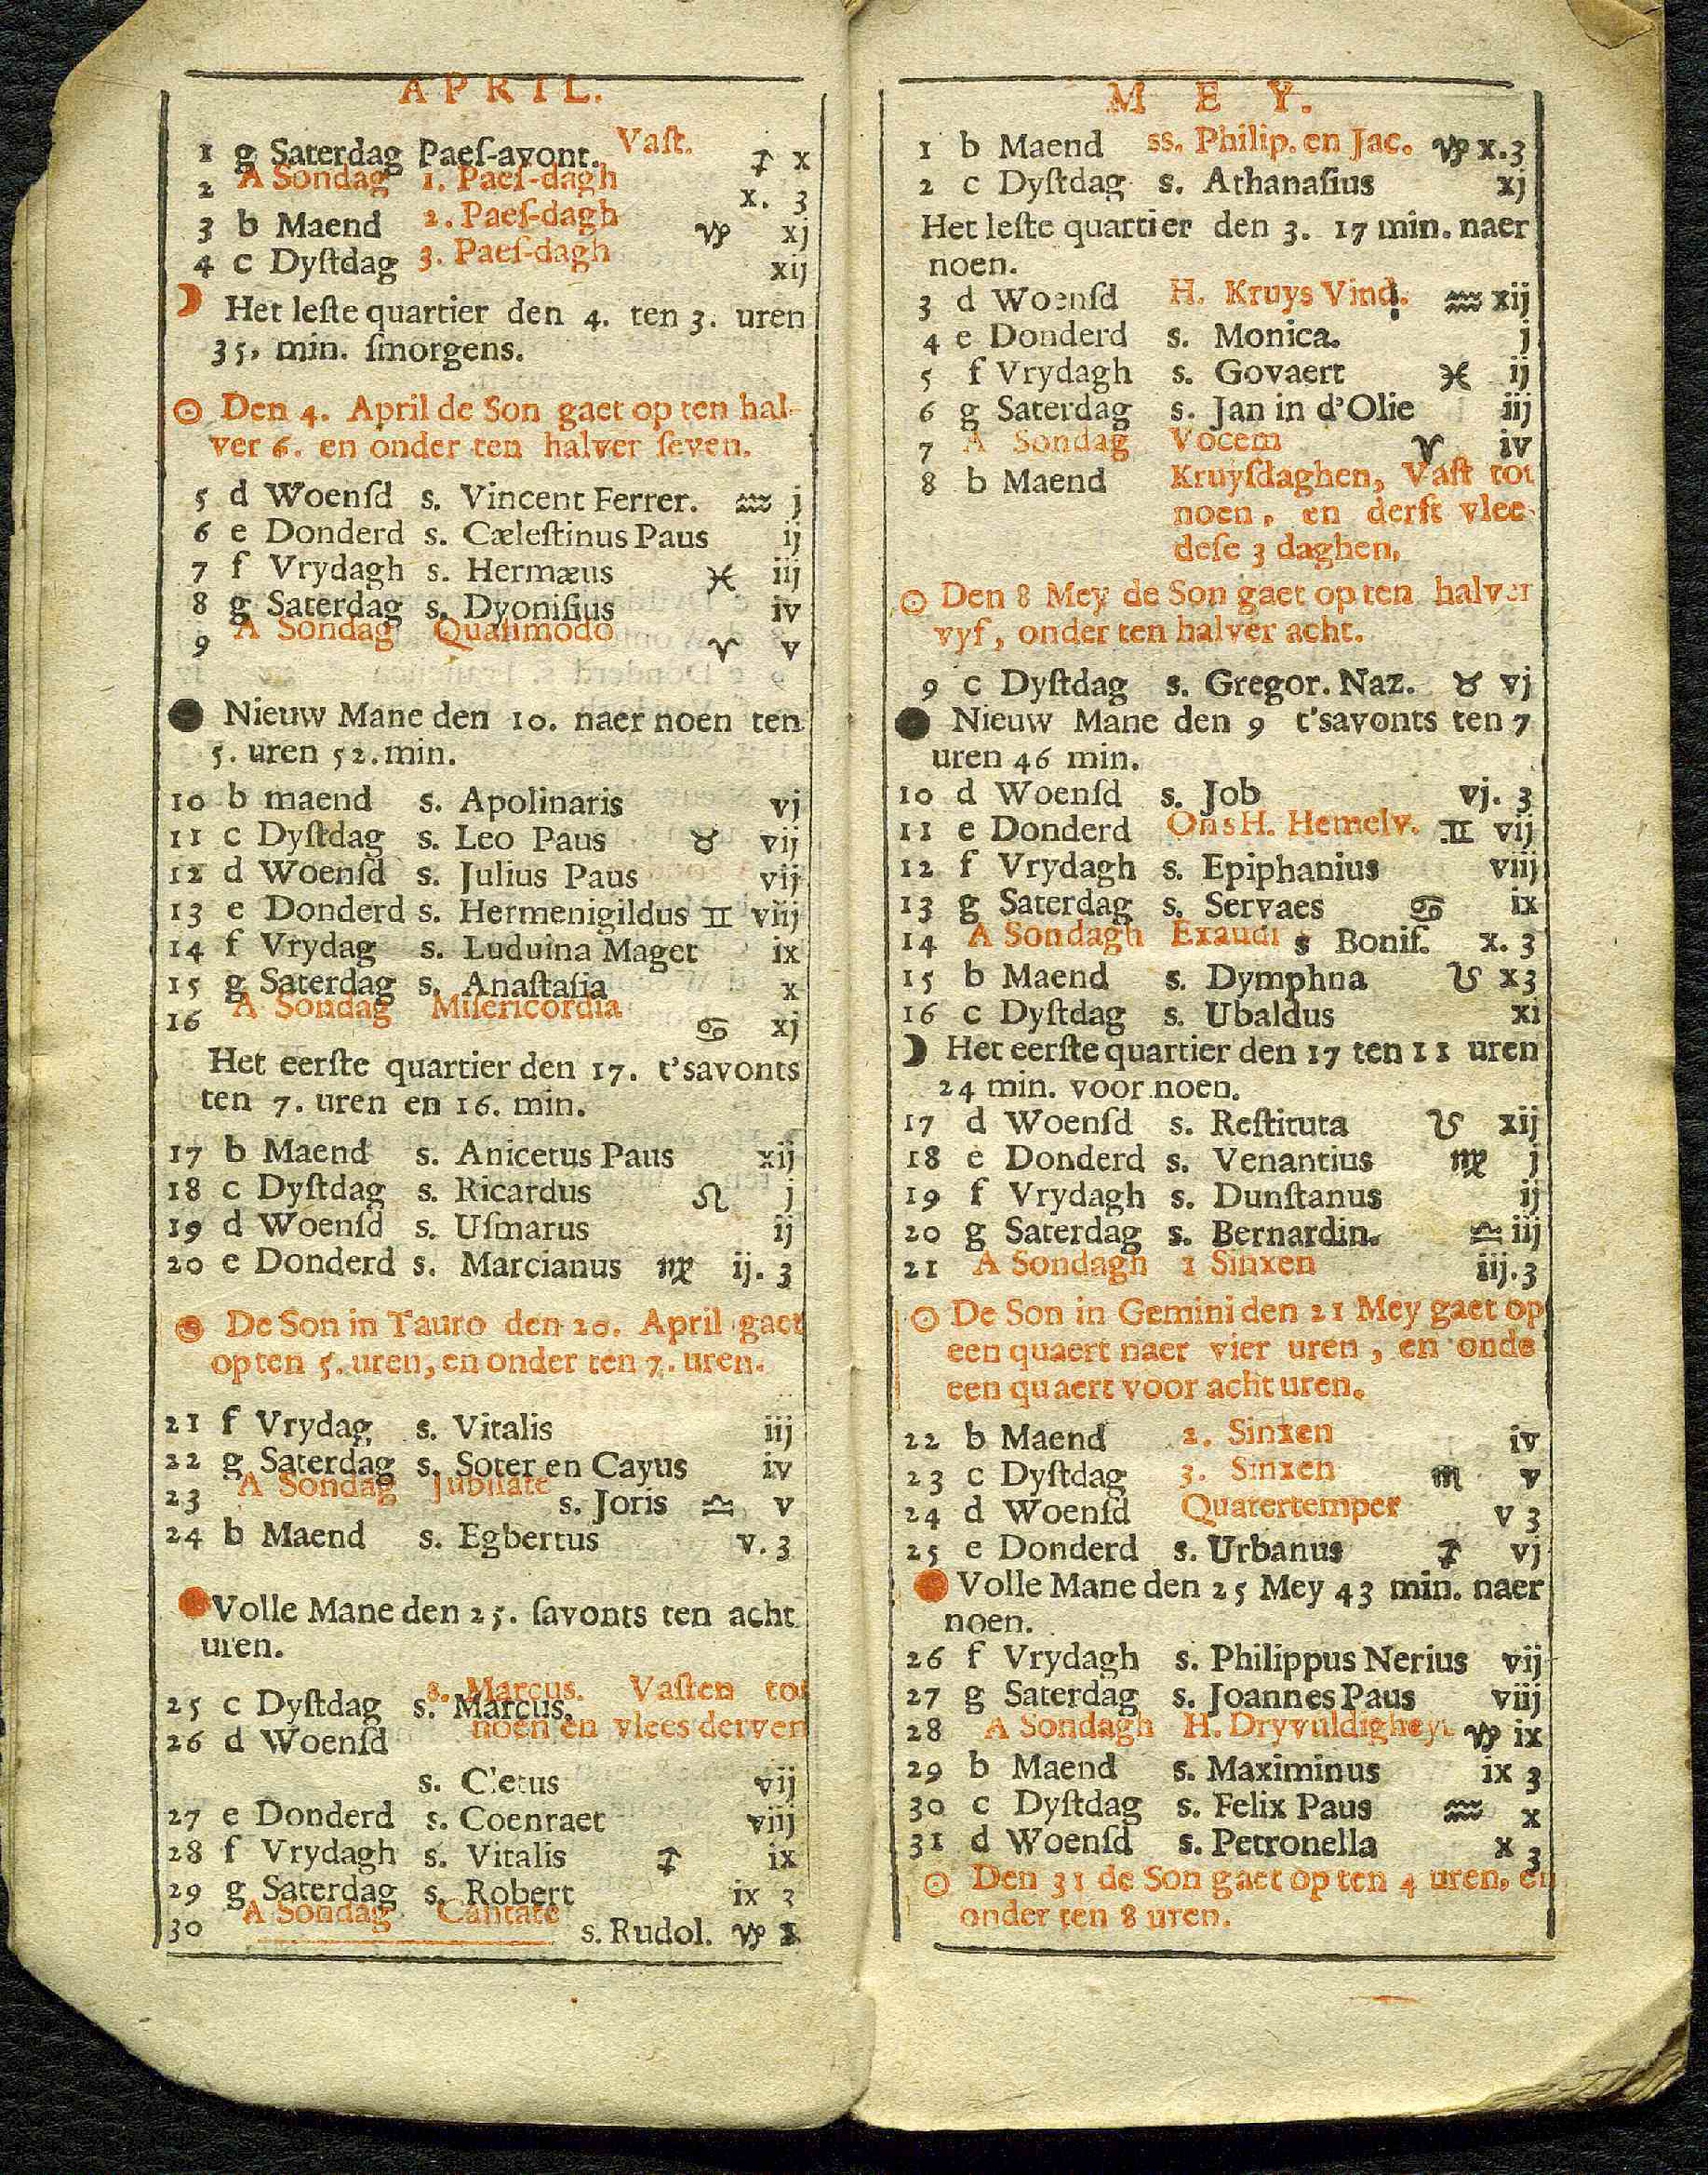 APRIL.
1 g Saterdag Paeſ-avont. Vaſt. ♐ x
2 A Sondag 1. Paeſ-dagh x. 3
3 b Maend 2. Paeſ-dagh ♑ xj
4 c Dyſtdag 3. Paeſ-dagh xij
☽ Het leſte quartier den 4. ten 3. uren
35, min. ſmorgens.
☉ Den 4. April de Son gaet op ten hal-
ver 6. en onder ten halver ſeven.
5 d Woenſd s. Vincent Ferrer. ♒ j
6 e Donderd s. Cæleſtinus Paus ij
7 f Vrydagh s. Hermæus ♓ iij
8 g Saterdag s. Dyoniſius iv
9 A Sondag Quaſimodo ♈ v
● Nieuw Mane den 10. naer noen ten
5. uren 52. min.
10 b maend s. Apolinaris vj
11 c Dyſtdag s. Leo Paus ♉ vij
12 d Woenſd s. Julius Paus vij
13 e Donderd s. Hermenigildus ♊ viij
14 f Vrydag s. Luduina Maget ix
15 g Saterdag s. Anaſtaſia x
16 A Sondag Miſericordia ♋ xj
Het eerſte quartier den 17. t'savonts
ten 7. uren en 16. min.
17 b Maend s. Anicetus Paus xij
18 c Dyſtdag s. Ricardus ♌ j
19 d Woenſd s. Uſmarus ij
20 e Donderd s. Marcianus ♍ ij. 3
☉ De Son in Tauro den 20. April gaet
op ten 5. uren, en onder ten 7. uren.
21 f Vrydag s. Vitalis iij
22 g Saterdag s. Soter en Cayus iv
23 A Sondag Jubilate s. Joris ♎ v
24 b Maend s. Egbertus v. 3
● Volle Mane den 25. ſavonts ten acht
uren.
s. Marcus. Vaſten tot
25 c Dyſtdag s. Marcus.
noen en vlees derven
26 d Woenſd
s. Cletus vij
27 e Donderd s. Coenraet viij
28 f Vrydagh s. Vitalis ♐ ix
29 g Saterdag s. Robert ix 3
30 A Sondag Cantate s. Rudol. ♑ x
MEY.
1 b Maend ss. Philip. en Jac. ♑ x.3
2 c Dyſtdag s. Athanaſius xj
Het leſte quartier den 3. 17 min. naer
noen.
3 d Woenſd H. Kruys Vind. ♒ xij
4 e Donderd s. Monica. j
5 f Vrydagh s. Govaert ♓ ij
6 g Saterdag s. Jan in d'Olie iij
7 A Sondag Vocem ♈ iv
8 b Maend Kruyſdaghen, Vaſt tot
noen, en derft vlee
deſe 3 daghen,
☉ Den 8 Mey de Son gaet op ten halver
vyf, onder ten halver acht.
9 c Dyſtdag s. Gregor. Naz. ♉ vj
● Nieuw Mane den 9 t'savonts ten 7
uren 46 min.
10 d Woenſd s. Job vj. 3
11 e Donderd Ons H. Hemelv. ♊ vij
12 f Vrydagh s. Epiphanius viij
13 g Saterdag s. Servaes ♋ ix
14 A Sondagh Exaudi s Bonif. x. 3
15 b Maend s. Dymphna ♌ x3
16 c Dyſtdag s. Ubaldus xi
☽ Het eerſte quartier den 17 ten 11 uren
24 min. voor noen.
17 d Woenſd s. Reſtituta ♌ xij
18 e Donderd s. Venantius ♍ j
19 f Vrydagh s. Dunſtanus ij
20 g Saterdag s. Bernardin. ♎ iij
21 A Sondagh 1 Sinxen iij.3
☉ De Son in Gemini den 21 Mey gaet op
een quaert naer vier uren, en onde
een quaert voor acht uren.
22 b Maend 2. Sinxen iv
23 c Dyſtdag 3. Sinxen ♏ v
24 d Woenſd Quatertemper v 3
25 e Donderd s. Urbanus ♐ vj
● Volle Mane den 25 Mey 43 min. naer
noen.
26 f Vrydagh s. Philippus Nerius vij
27 g Saterdag s. Joannes Paus viij
28 A Sondagh H. Dryvuldigheyt ♑ ix
29 b Maend s. Maximinus ix 3
30 c Dyſtdag s. Felix Paus ♒ x
31 d Woenſd s. Petronella x 3
☉ Den 31 de Son gaet op ten 4 uren, en
onder ten 8 uren.